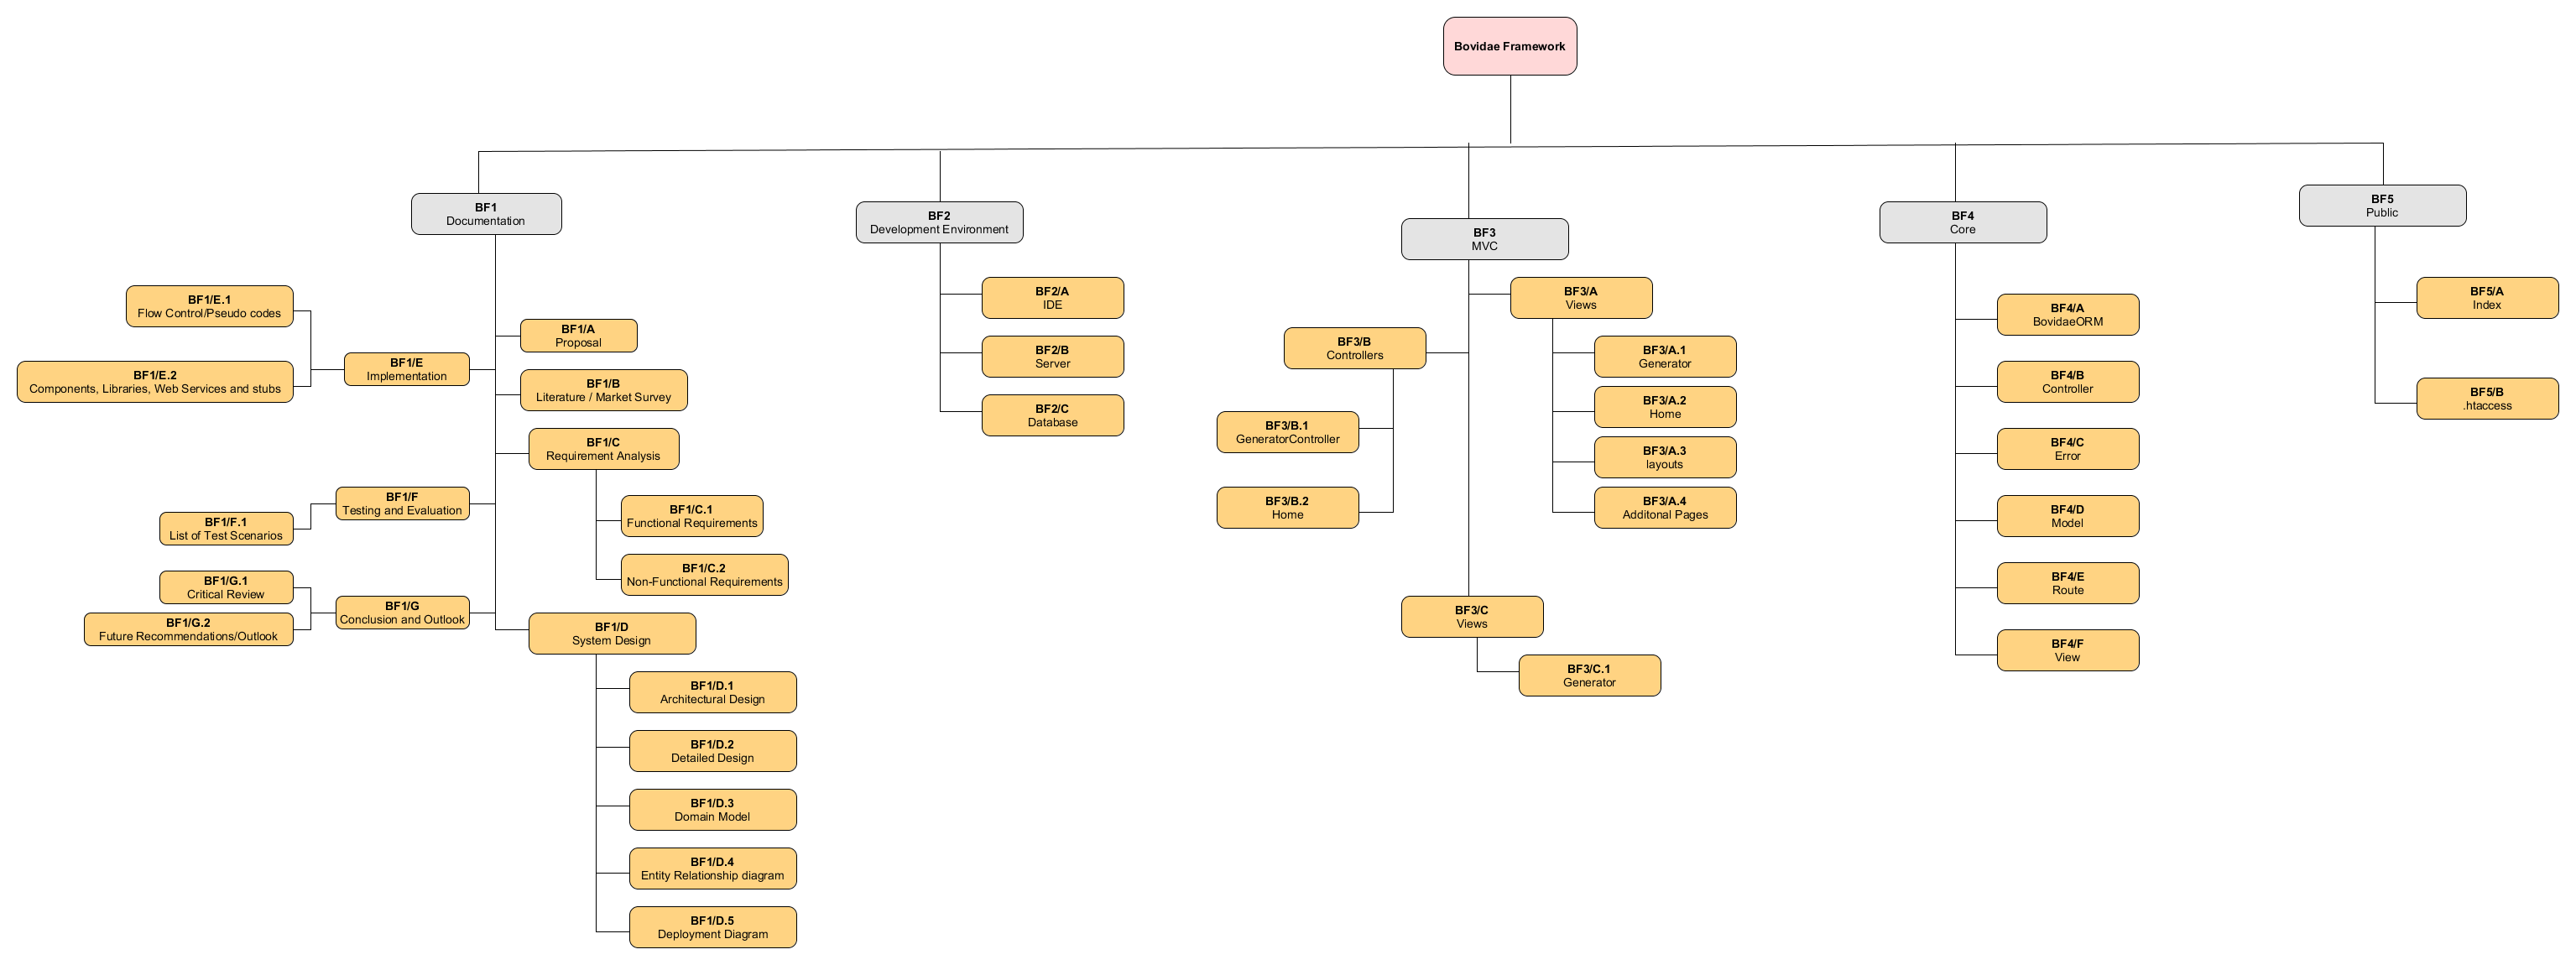 Bovidae Framework
BF1
Documentation
BF1/A
Proposal
BF1/B
Literature / Market Survey
BF1/C
Requirement Analysis
BF1/C.1
Functional Requirements
BF1/C.2
Non-Functional Requirements
BF1/D
System Design
BF1/D.1
Architectural Design
BF1/D.2
Detailed Design
BF1/D.3
Domain Model
BF1/D.4
Entity Relationship diagram
BF1/D.5
Deployment Diagram
BF1/E
Implementation
BF1/E.1
Flow Control/Pseudo codes
BF1/E.2
Components, Libraries, Web Services and stubs
BF1/F
Testing and Evaluation
BF1/F.1
List of Test Scenarios
BF1/G
Conclusion and Outlook
BF1/G.1
Critical Review
BF1/G.2
Future Recommendations/Outlook
BF2
Development Environment
BF2/A
IDE
BF2/B
Server
BF2/C
Database
BF3
MVC
BF3/A
Views
BF3/A.1
Generator
BF3/A.2
Home
BF3/A.3
layouts
BF3/A.4
Additonal Pages
BF3/B
Controllers
BF3/B.1
GeneratorController
BF3/B.2
Home
BF3/C
Views
BF3/C.1
Generator
BF4
Core
BF4/A
BovidaeORM
BF4/B
Controller
BF4/C
Error
BF4/D
Model
BF4/E
Route
BF4/F
View
BF5
Public
BF5/A
Index
BF5/B
.htaccess